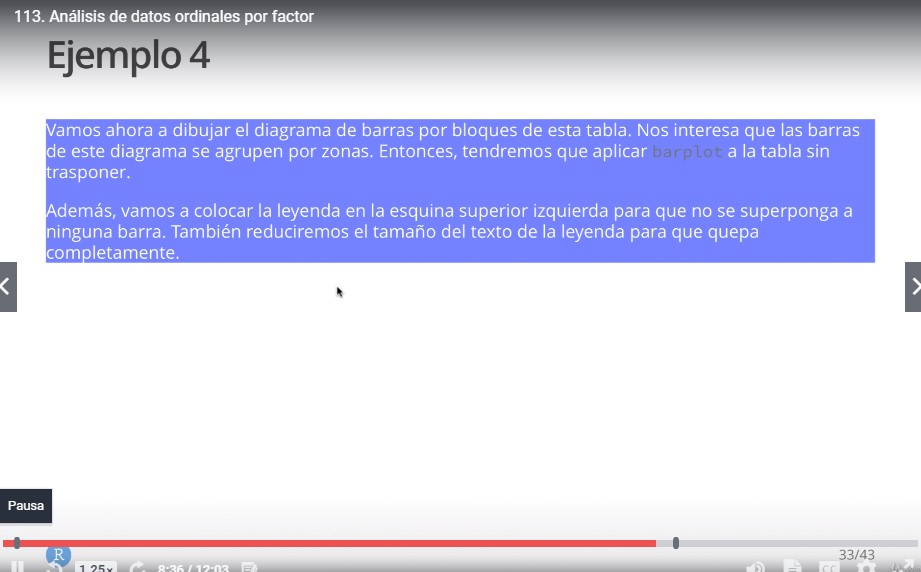 113. Análisis de datos ordinales por factor
Ejemplo 4
Vamos ahora a dibujar el diagrama de barras por bloques de esta tabla. Nos interesa que las barras
de este diagrama se agrupen por zonas. Entonces, tendremos que aplicar barplot a la tabla sin
trasponer.
Además, vamos a colocar la leyenda en la esquina superior izquierda para que no se superponga a
ninguna barra. También reduciremos el tamaño del texto de la leyenda para que quepa
completamente.
Pausa
33/43
R
1.25x
8:36 / 12:03
CC